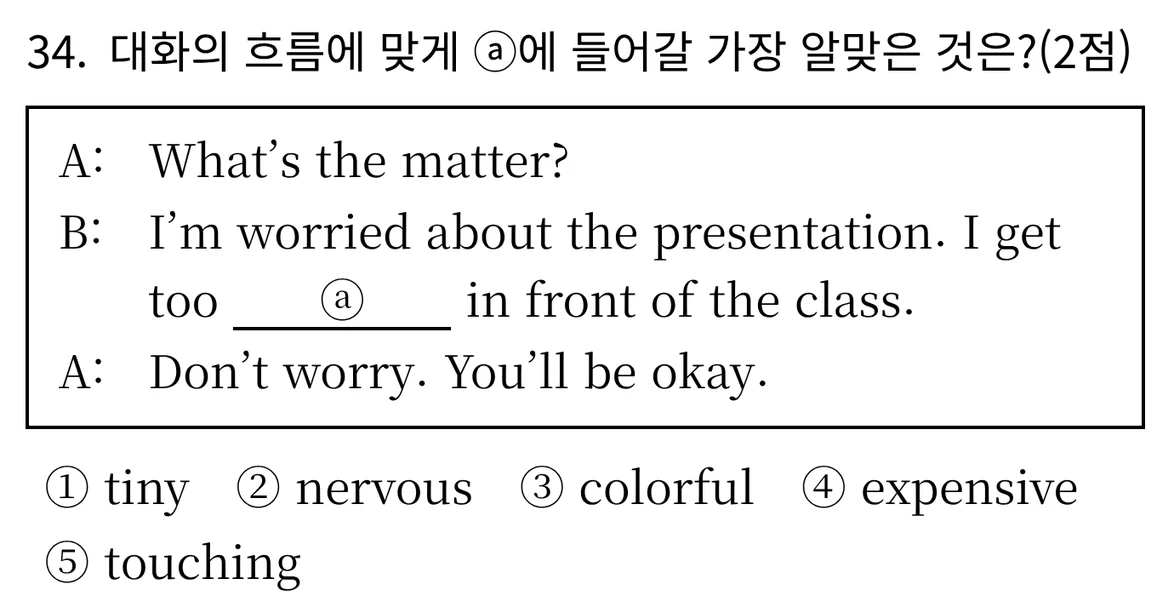 34. 대화의 흐름에 맞게 ⓐ에 들어갈 가장 알맞은 것은?(2점)
A: What’s the matter?
B: I’m worried about the presentation. I get
too ⓐ in front of the class.
A: Don’t worry. You’ll be okay.
① tiny ② nervous ③ colorful ④ expensive
⑤ touching